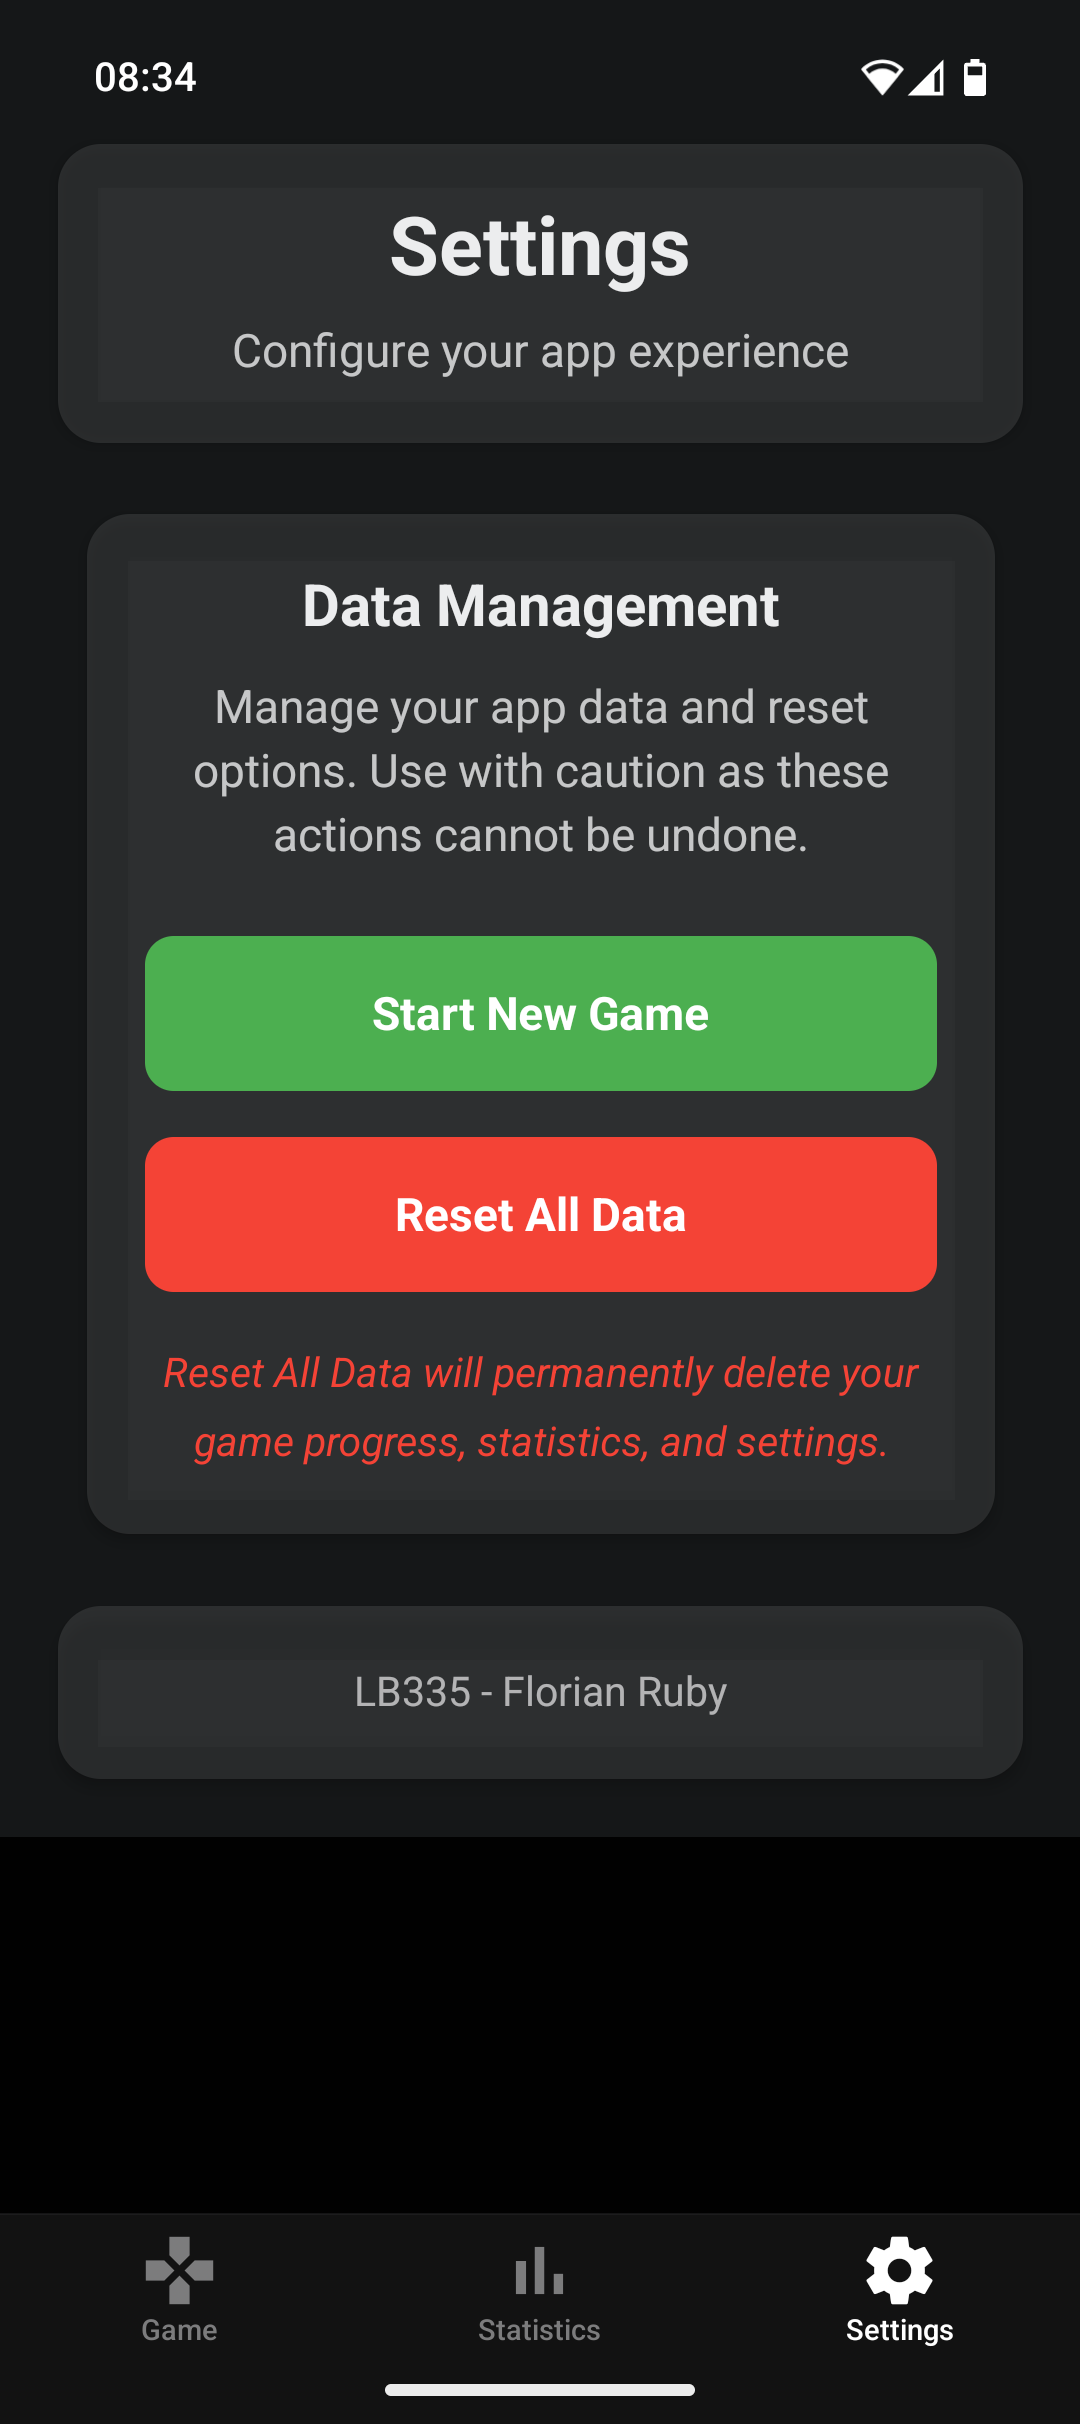 08:34
Settings
Configure your app experience
Data Management
Manage your app data and reset
options. Use with caution as these
actions cannot be undone.
Start New Game
Reset All Data
Reset All Data will permanently delete your
game progress, statistics, and settings.
LB335 - Florian Ruby
Game
Statistics
Settings